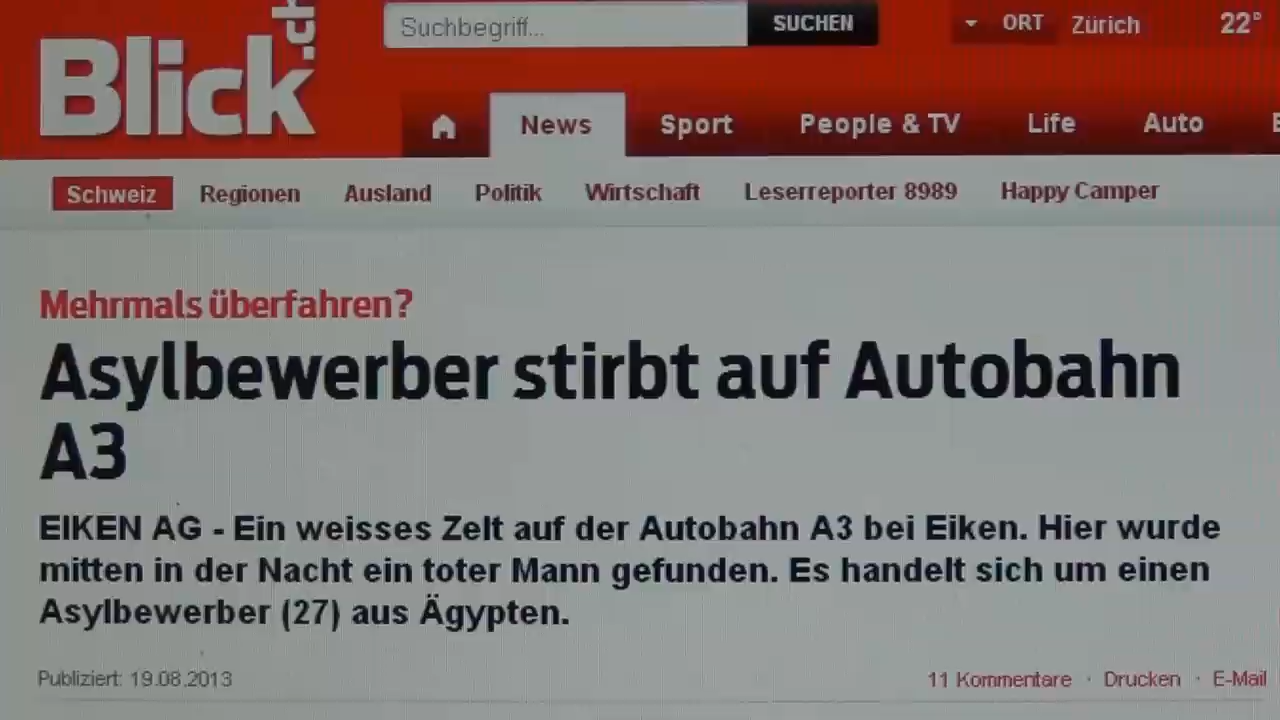 Blick.ch
Suchbegriff...
SUCHEN
ORT Zürich 22°
News Sport People & TV Life Auto
Schweiz Regionen Ausland Politik Wirtschaft Leserreporter 8989 Happy Camper
Mehrmals überfahren?
Asylbewerber stirbt auf Autobahn
A3
EIKEN AG - Ein weisses Zelt auf der Autobahn A3 bei Eiken. Hier wurde
mitten in der Nacht ein toter Mann gefunden. Es handelt sich um einen
Asylbewerber (27) aus Ägypten.
Publiziert: 19.08.2013
11 Kommentare · Drucken · E-Mail